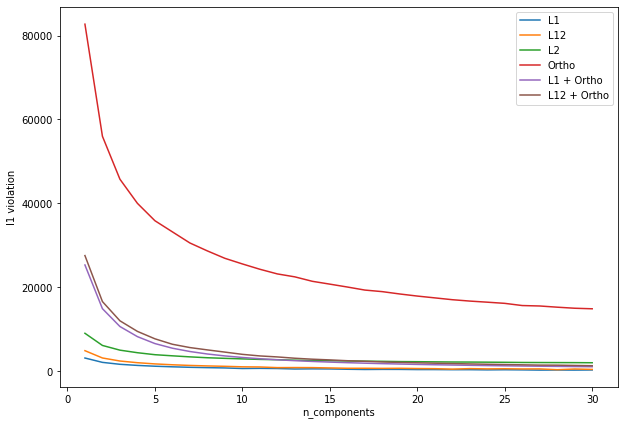 L1
L12
L2
Ortho
L1 + Ortho
L12 + Ortho
80000
60000
40000
20000
0
l1 violation
0
5
10
15
20
25
30
n_components